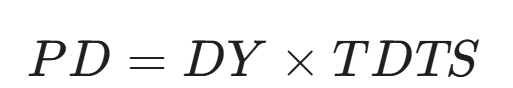 PD = DY × TDTS